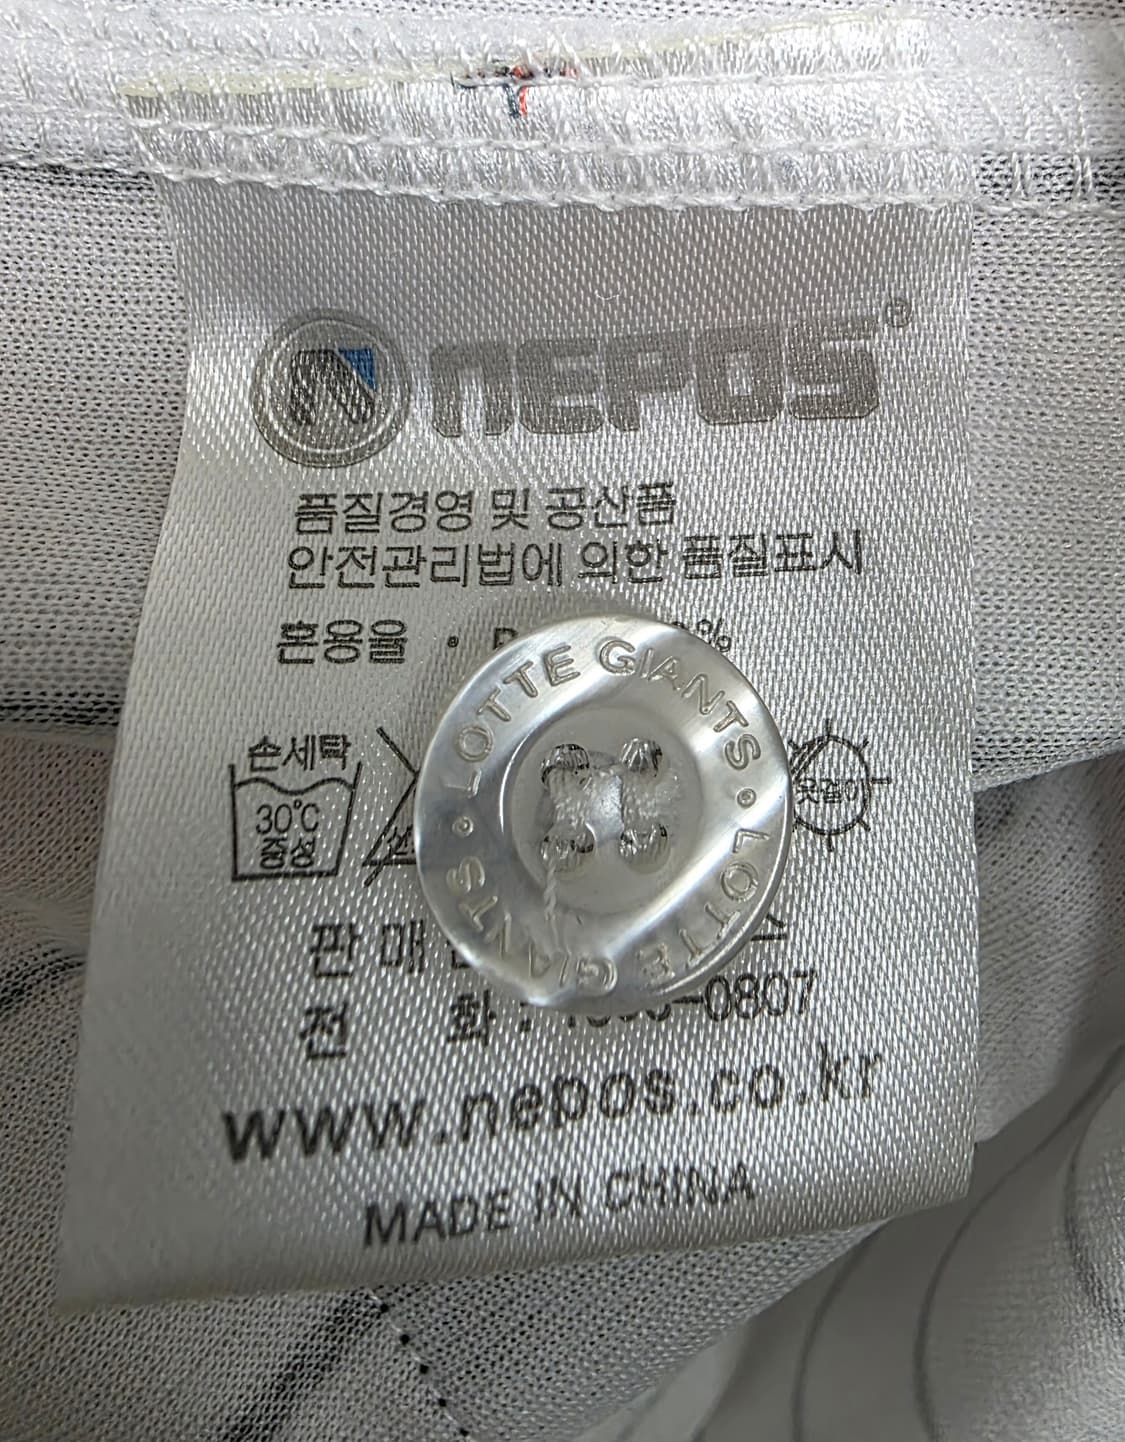 nepos®
품질경영 및 공산품
안전관리법에 의한 품질표시
혼용율
손세탁
30℃
중성
옷걸이
LOTTE GIANTS • LOTTE GIANTS •
판 매
전 화 : -0807
www.nepos.co.kr
MADE IN CHINA